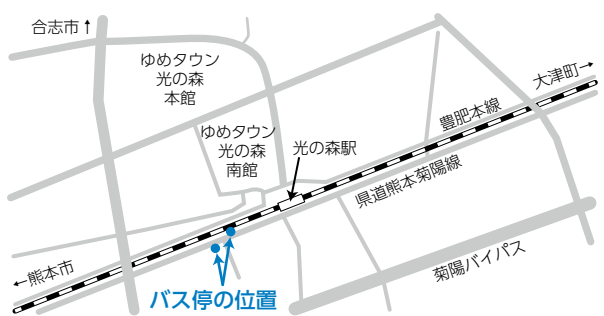 合志市↑
ゆめタウン
光の森
本館
大津町→
ゆめタウン
光の森
南館
豊肥本線
光の森駅
県道熊本菊陽線
←熊本市
菊陽バイパス
バス停の位置